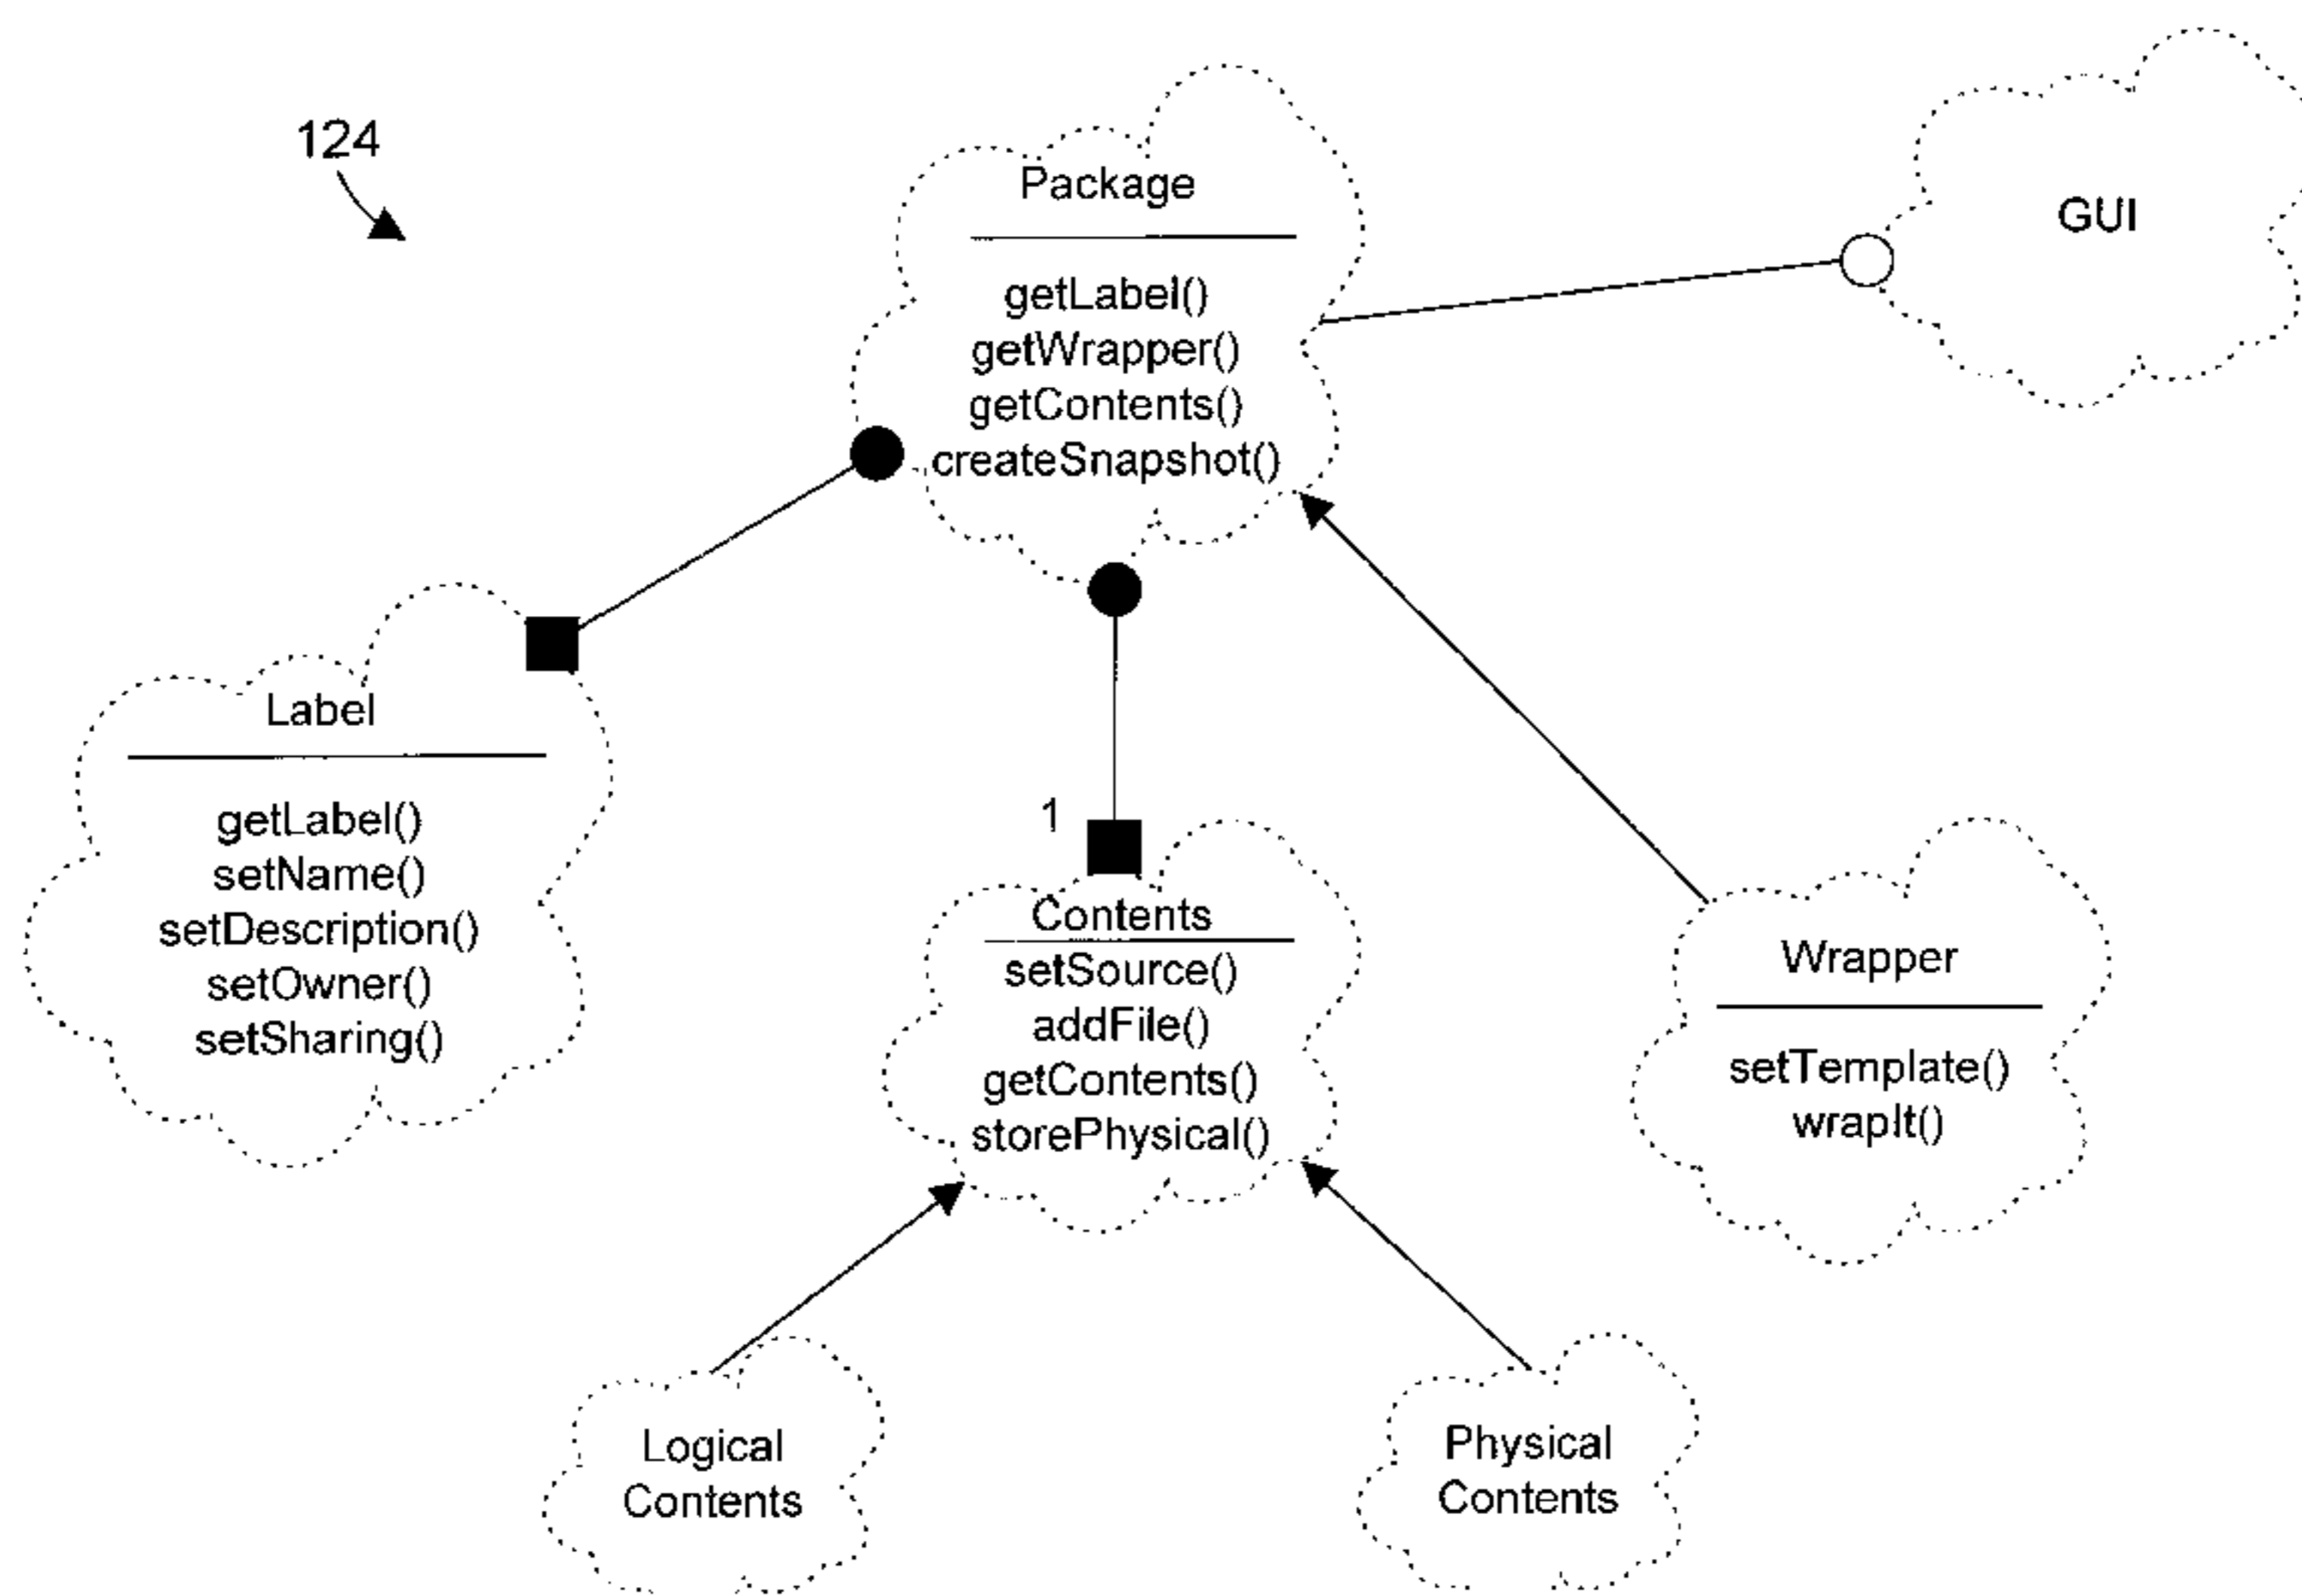 124
Package
getLabel()
getWrapper()
getContents()
createSnapshot()
GUI
Label
getLabel()
setName()
setDescription()
setOwner()
setSharing()
1
Contents
setSource()
addFile()
getContents()
storePhysical()
Wrapper
setTemplate()
wrapIt()
Logical
Contents
Physical
Contents